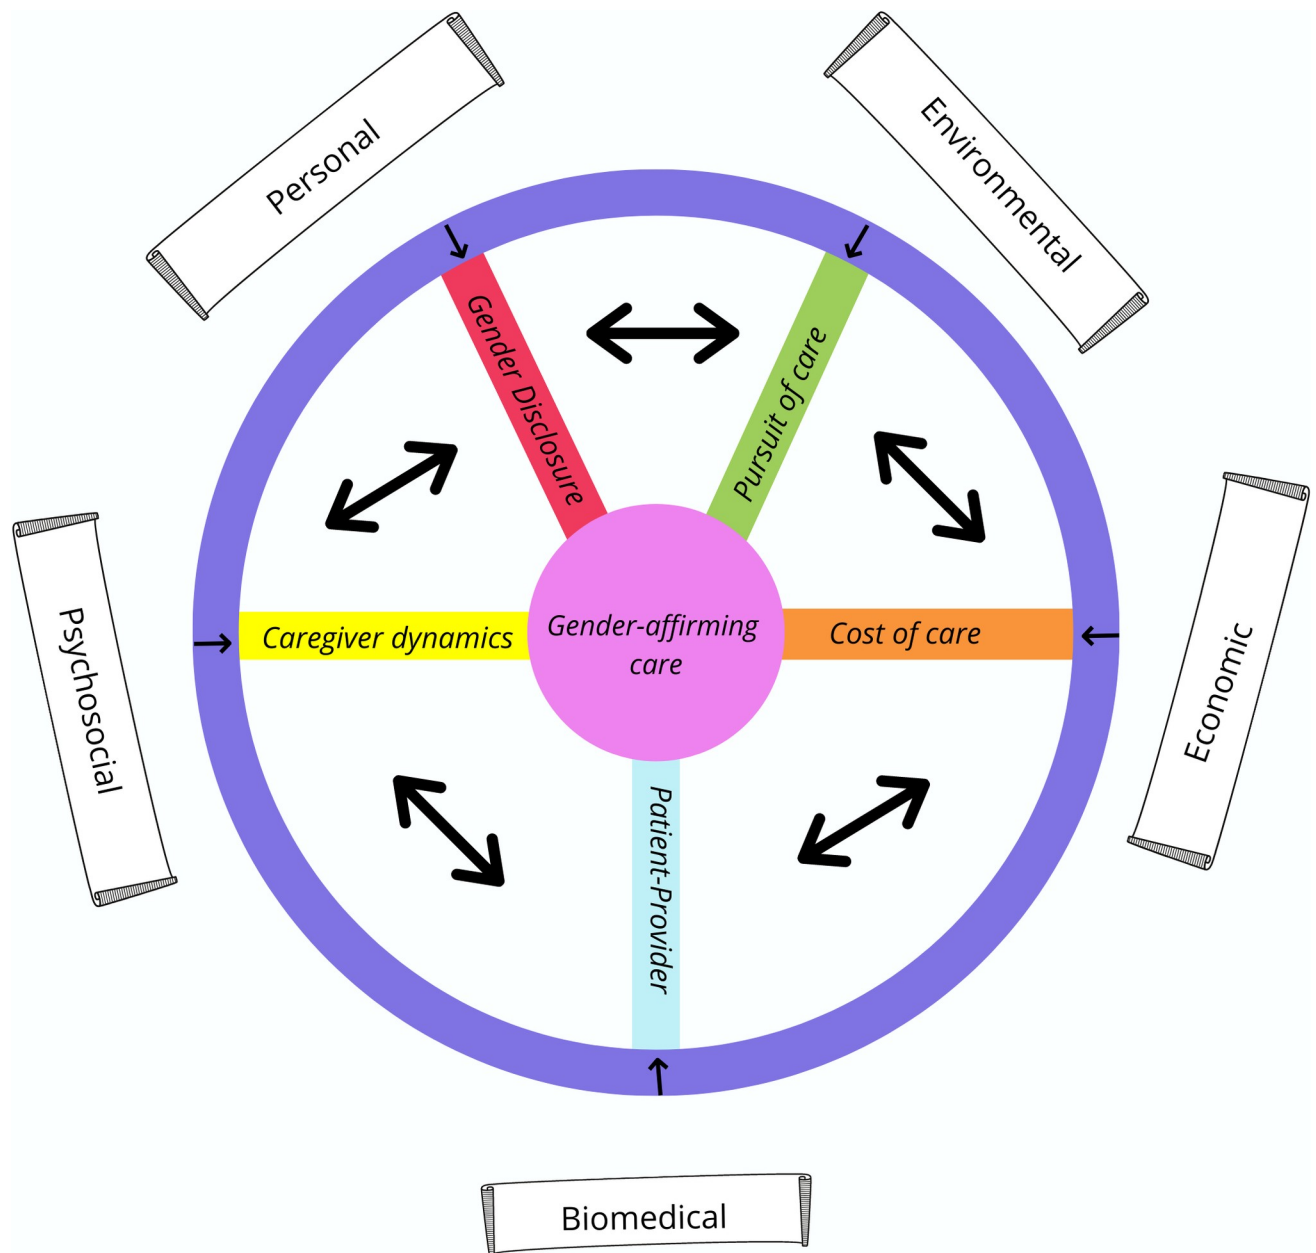 Personal
Environmental
Gender Disclosure
Pursuit of care
Psychosocial
Caregiver dynamics
Gender-affirming
care
Cost of care
Economic
Patient-Provider
Biomedical